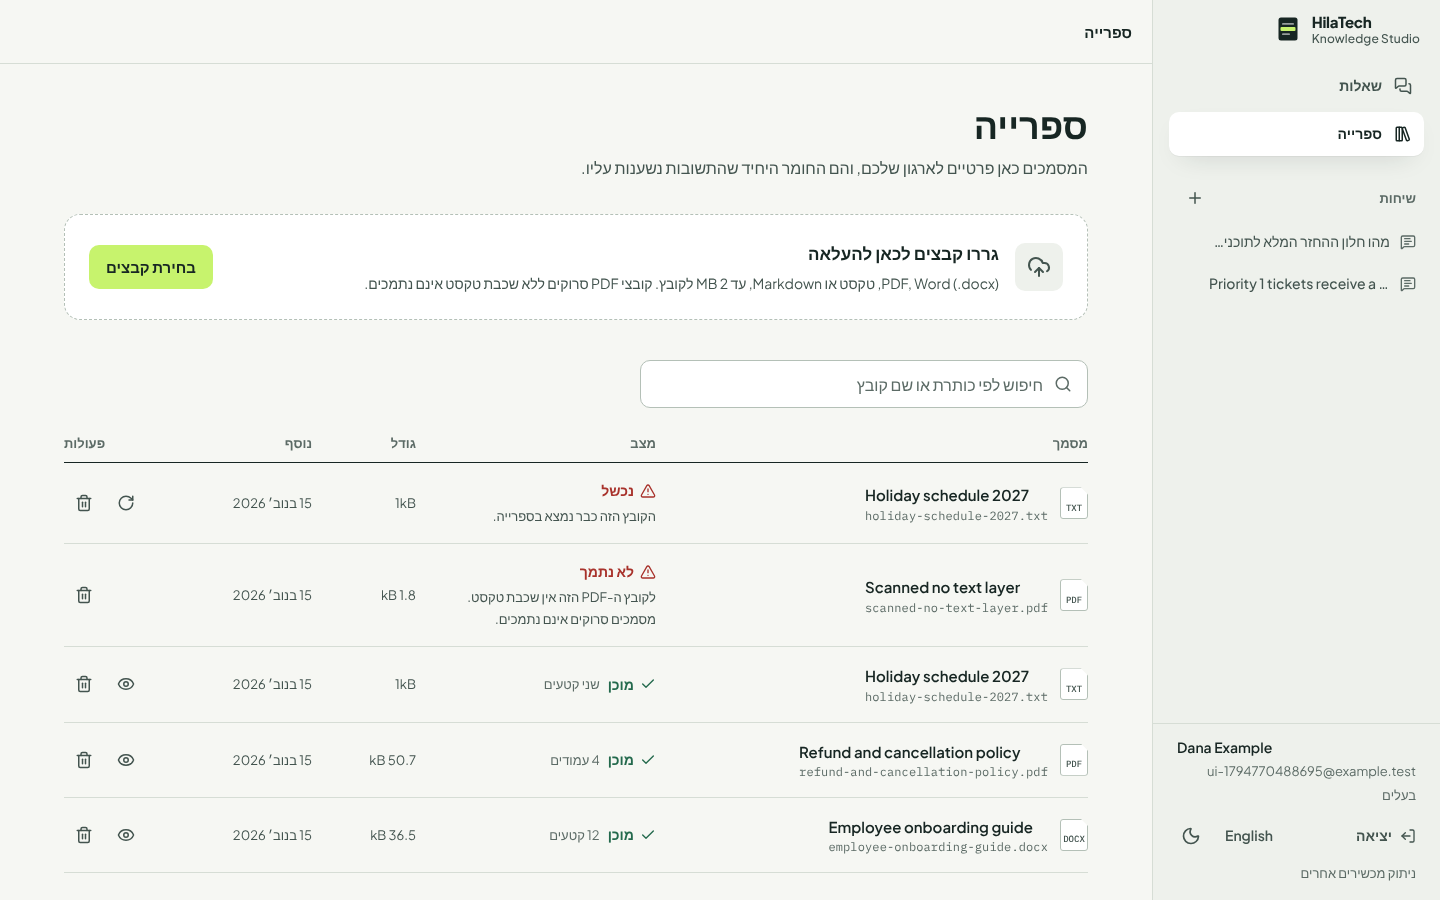 HilaTech
Knowledge Studio
שאלות
ספרייה
שיחות
מהו חלון ההחזר המלא לתוכני...
Priority 1 tickets receive a ...
Dana Example
ui-1794770488695@example.test
בעלים
יציאה
English
ניתוק מכשירים אחרים
ספרייה
ספרייה
המסמכים כאן פרטיים לארגון שלכם, והם החומר היחיד שהתשובות נשענות עליו.
גררו קבצים לכאן להעלאה
PDF, Word (.docx), טקסט או Markdown, עד 2 MB לקובץ. קובצי PDF סרוקים ללא שכבת טקסט אינם נתמכים.
בחירת קבצים
חיפוש לפי כותרת או שם קובץ
מסמך מצב גודל נוסף פעולות
TXT Holiday schedule 2027 נכשל 1kB 15 בנוב׳ 2026
holiday-schedule-2027.txt הקובץ הזה כבר נמצא בספרייה.
PDF Scanned no text layer לא נתמך 1.8 kB 15 בנוב׳ 2026
scanned-no-text-layer.pdf לקובץ ה-PDF הזה אין שכבת טקסט.
מסמכים סרוקים אינם נתמכים.
TXT Holiday schedule 2027 מוכן שני קטעים 1kB 15 בנוב׳ 2026
holiday-schedule-2027.txt
PDF Refund and cancellation policy מוכן 4 עמודים 50.7 kB 15 בנוב׳ 2026
refund-and-cancellation-policy.pdf
DOCX Employee onboarding guide מוכן 12 קטעים 36.5 kB 15 בנוב׳ 2026
employee-onboarding-guide.docx